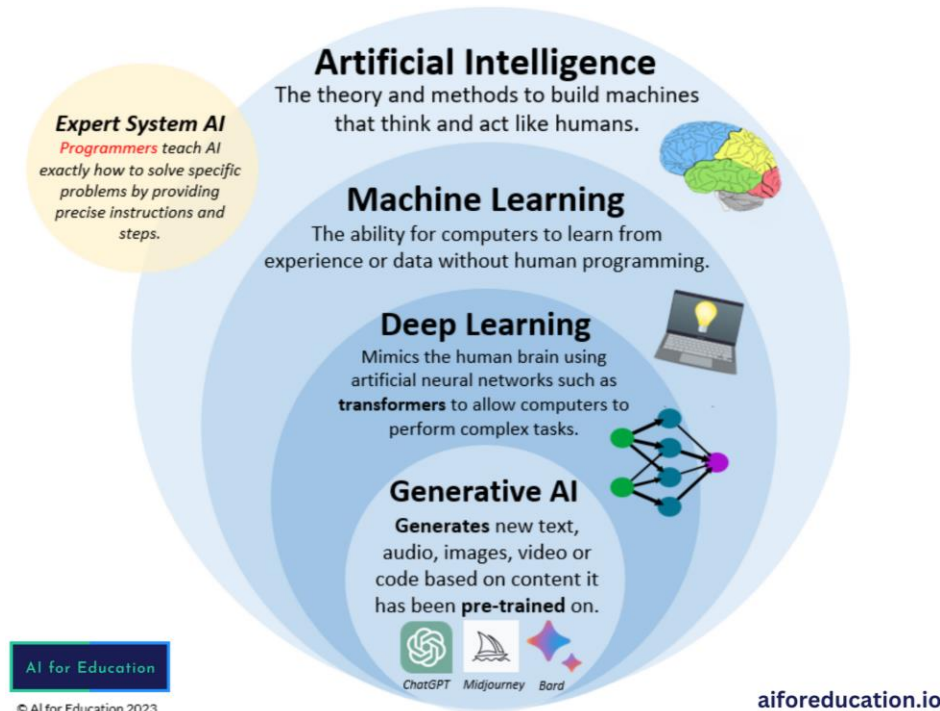 Artificial Intelligence
The theory and methods to build machines
that think and act like humans.
Expert System AI
Programmers teach AI
exactly how to solve specific
problems by providing
precise instructions and
steps.
Machine Learning
The ability for computers to learn from
experience or data without human programming.
Deep Learning
Mimics the human brain using
artificial neural networks such as
transformers to allow computers to
perform complex tasks.
Generative AI
Generates new text,
audio, images, video or
code based on content it
has been pre-trained on.
ChatGPT Midjourney Bard
AI for Education
© AI for Education 2023
aiforeducation.io